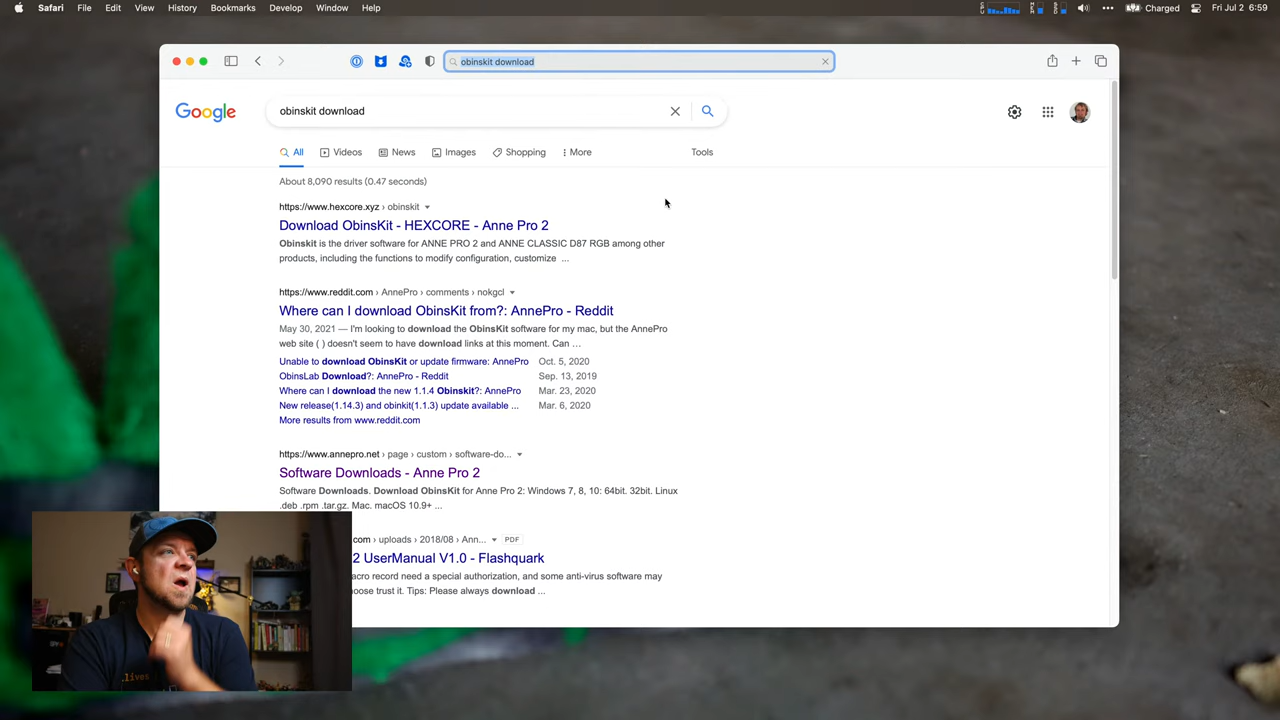 Safari File Edit View History Bookmarks Develop Window Help
Charged Fri Jul 2 6:59
obinskit download
Google obinskit download
All Videos News Images Shopping More Tools
About 8,090 results (0.47 seconds)
https://www.hexcore.xyz › obinskit
Download ObinsKit - HEXCORE - Anne Pro 2
Obinskit is the driver software for ANNE PRO 2 and ANNE CLASSIC D87 RGB among other
products, including the functions to modify configuration, customize ...
https://www.reddit.com › AnnePro › comments › nokgcl
Where can I download ObinsKit from?: AnnePro - Reddit
May 30, 2021 — I'm looking to download the ObinsKit software for my mac, but the AnnePro
web site ( ) doesn't seem to have download links at this moment. Can ...
Unable to download ObinsKit or update firmware: AnnePro Oct. 5, 2020
ObinsLab Download?: AnnePro - Reddit Sep. 13, 2019
Where can I download the new 1.1.4 Obinskit?: AnnePro Mar. 23, 2020
New release(1.14.3) and obinkit(1.1.3) update available ... Mar. 6, 2020
More results from www.reddit.com
https://www.annepro.net › page › custom › software-do...
Software Downloads - Anne Pro 2
Software Downloads. Download ObinsKit for Anne Pro 2: Windows 7, 8, 10: 64bit. 32bit. Linux
.deb .rpm .tar.gz. Mac. macOS 10.9+ ...
.com › uploads › 2018/08 › Ann... PDF
2 UserManual V1.0 - Flashquark
acro record need a special authorization, and some anti-virus software may
oose trust it. Tips: Please always download ...
.lives